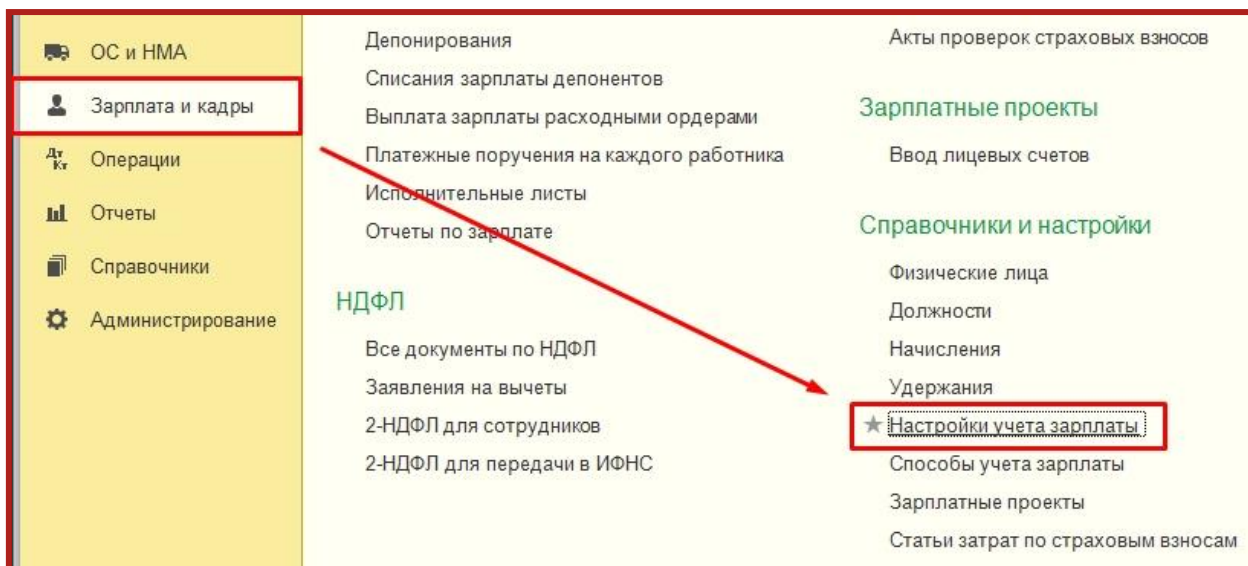 ОС и НМА
Зарплата и кадры
Дт
Кт
Операции
Отчеты
Справочники
Администрирование
Депонирования
Списания зарплаты депонентов
Выплата зарплаты расходными ордерами
Платежные поручения на каждого работника
Исполнительные листы
Отчеты по зарплате
НДФЛ
Все документы по НДФЛ
Заявления на вычеты
2-НДФЛ для сотрудников
2-НДФЛ для передачи в ИФНС
Акты проверок страховых взносов
Зарплатные проекты
Ввод лицевых счетов
Справочники и настройки
Физические лица
Должности
Начисления
Удержания
Настройки учета зарплаты
Способы учета зарплаты
Зарплатные проекты
Статьи затрат по страховым взносам